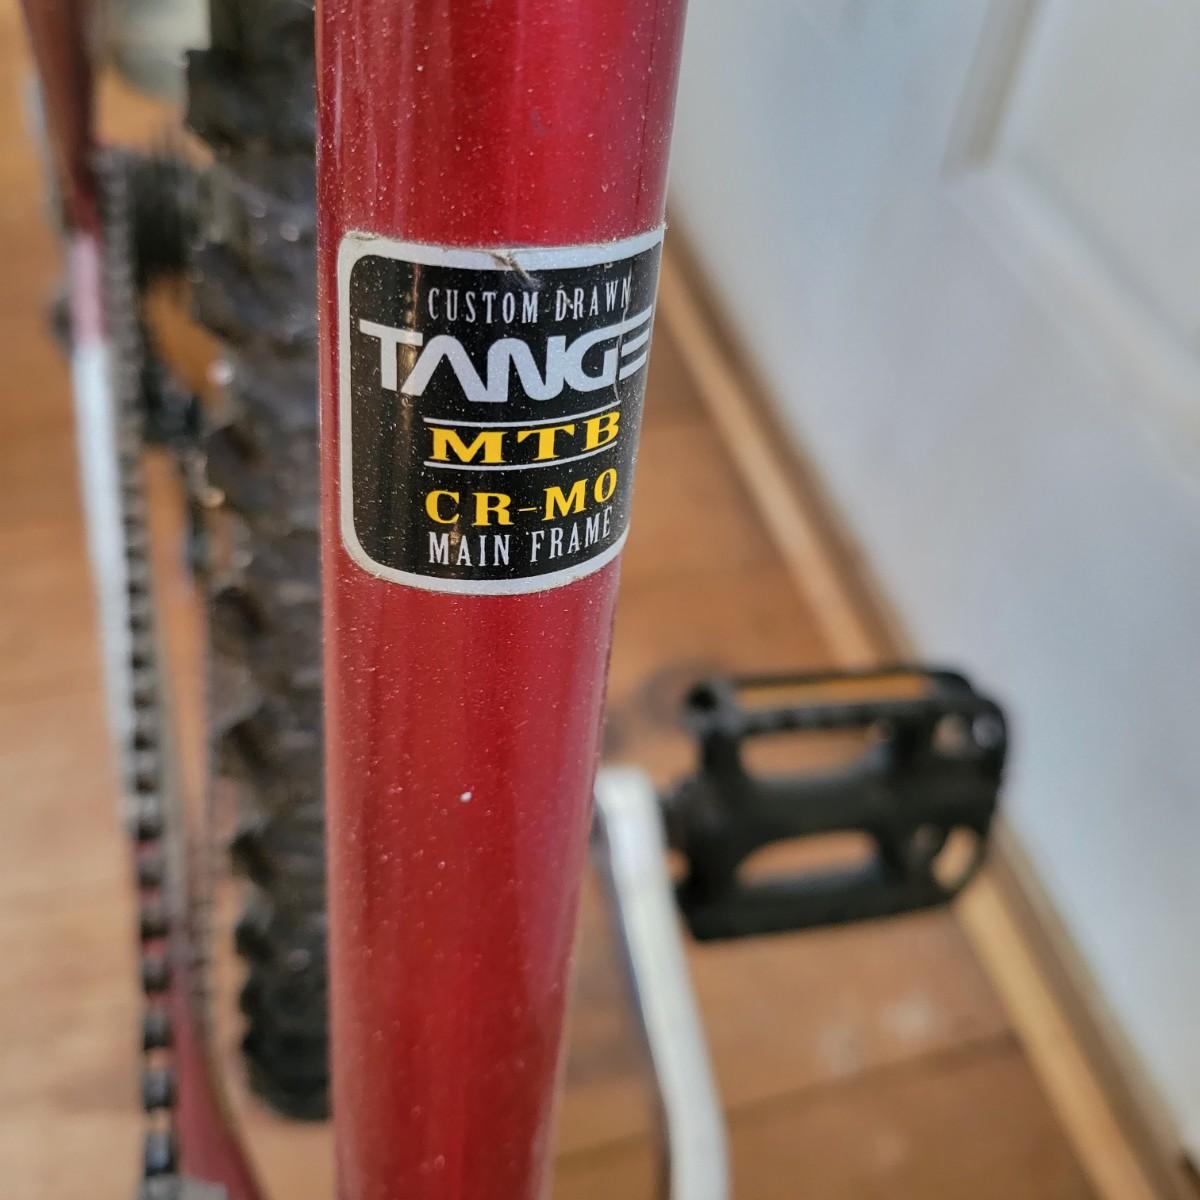 CUSTOM DRAWN
TANGE
MTB
CR-MO
MAIN FRAME